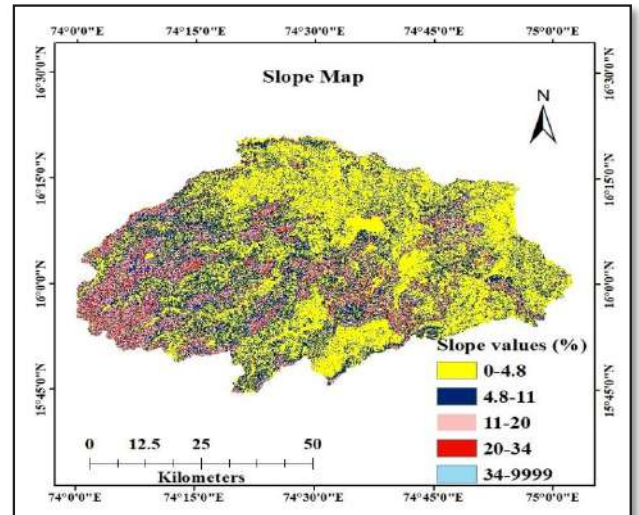 74°0'0"E 74°15'0"E 74°30'0"E 74°45'0"E 75°0'0"E
Slope Map
N
16°30'0"N 16°30'0"N
16°15'0"N 16°15'0"N
16°0'0"N 16°0'0"N
15°45'0"N 15°45'0"N
Slope values (%)
0-4.8
4.8-11
11-20
20-34
34-9999
0 12.5 25 50
Kilometers
74°0'0"E 74°15'0"E 74°30'0"E 74°45'0"E 75°0'0"E